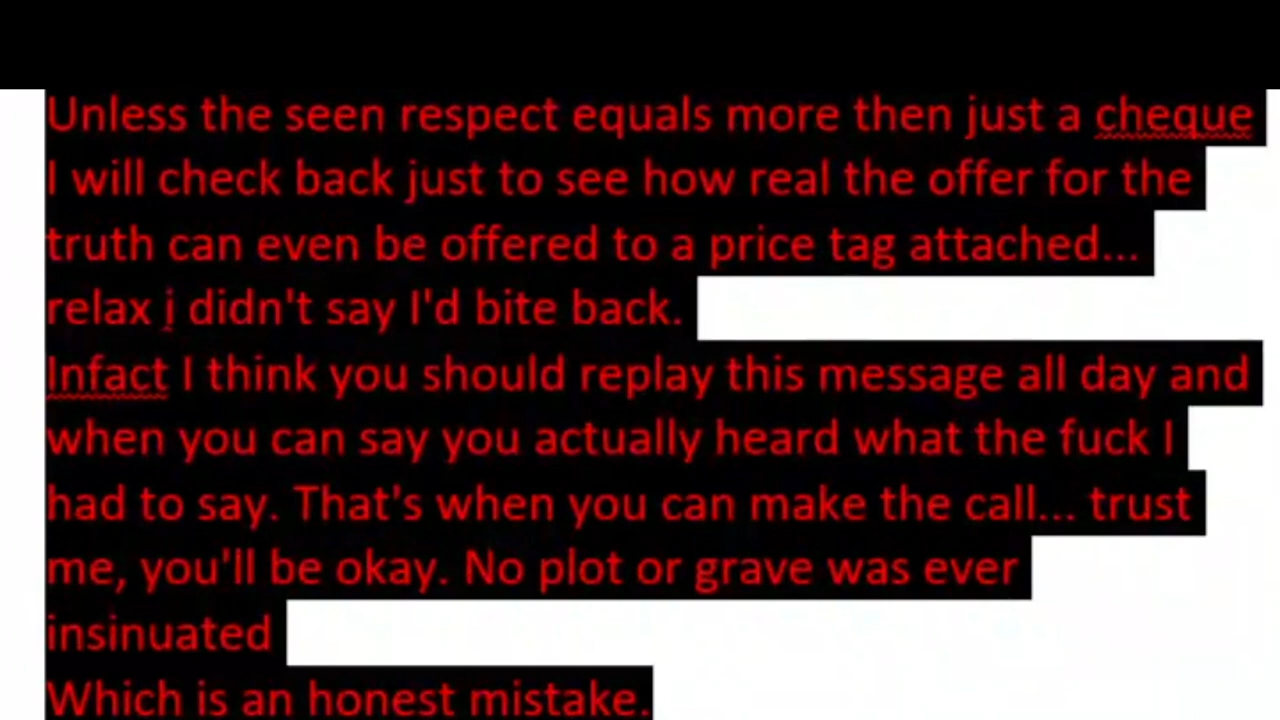 Unless the seen respect equals more then just a cheque
I will check back just to see how real the offer for the
truth can even be offered to a price tag attached...
relax i didn't say I'd bite back.
Infact I think you should replay this message all day and
when you can say you actually heard what the fuck I
had to say. That's when you can make the call... trust
me, you'll be okay. No plot or grave was ever
insinuated
Which is an honest mistake.